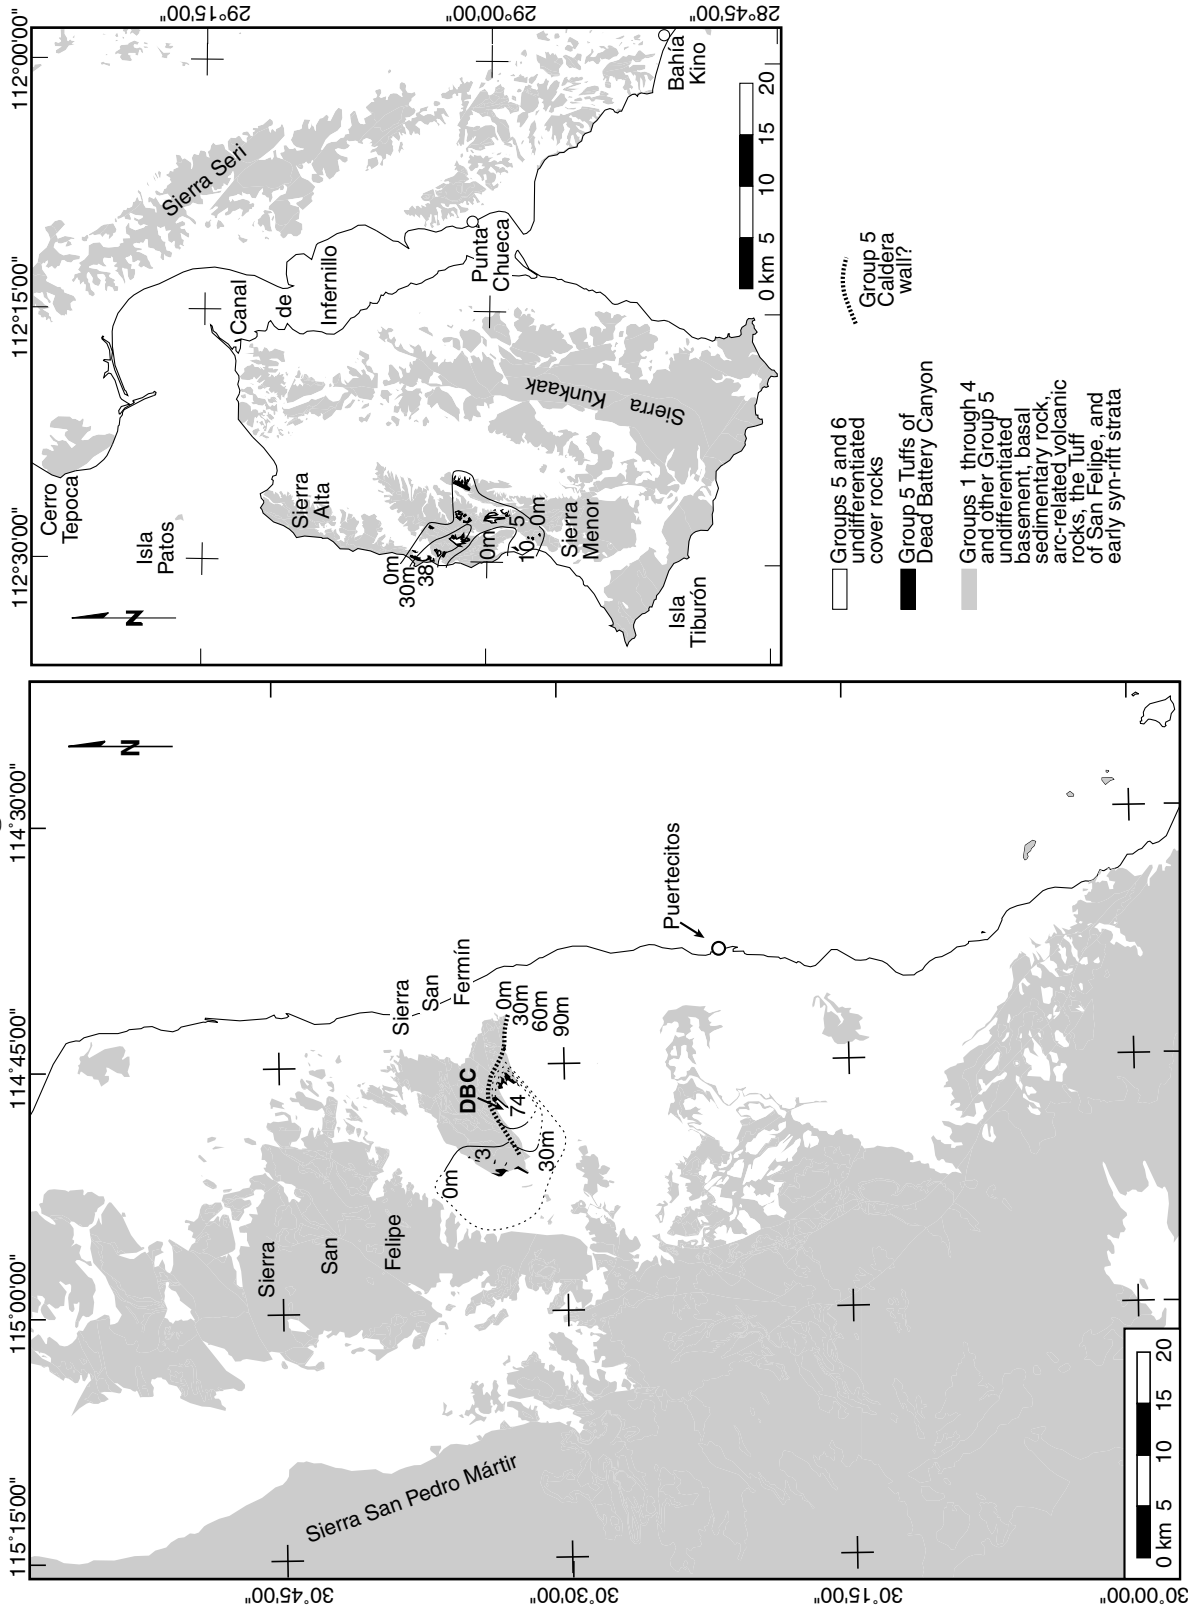 115°15'00"
115°00'00"
114°45'00"
114°30'00"
30°45'00"
30°30'00"
30°15'00"
30°00'00"
N
Sierra San Pedro Mártir
Sierra
San
Felipe
Sierra
San
Fermín
DBC
0m
3
74
30m
0m
30m
60m
90m
Puertecitos
0 km
5
10
15
20
112°30'00"
112°15'00"
112°00'00"
29°15'00"
29°00'00"
28°45'00"
N
Cerro
Tepoca
Isla
Patos
Sierra Seri
Canal
de
Infernillo
Sierra
Alta
Punta
Chueca
Bahía
Kino
Sierra Kunkaak
0m
30m
38
0m
10
5
0m
Sierra
Menor
Isla
Tiburón
0 km
5
10
15
20
Groups 5 and 6
undifferentiated
cover rocks
Group 5 Tuffs of
Dead Battery Canyon
Groups 1 through 4
and other Group 5
undifferentiated
basement, basal
sedimentary rock,
arc-related volcanic
rocks, the Tuff
of San Felipe, and
early syn-rift strata
Group 5
Caldera
wall?